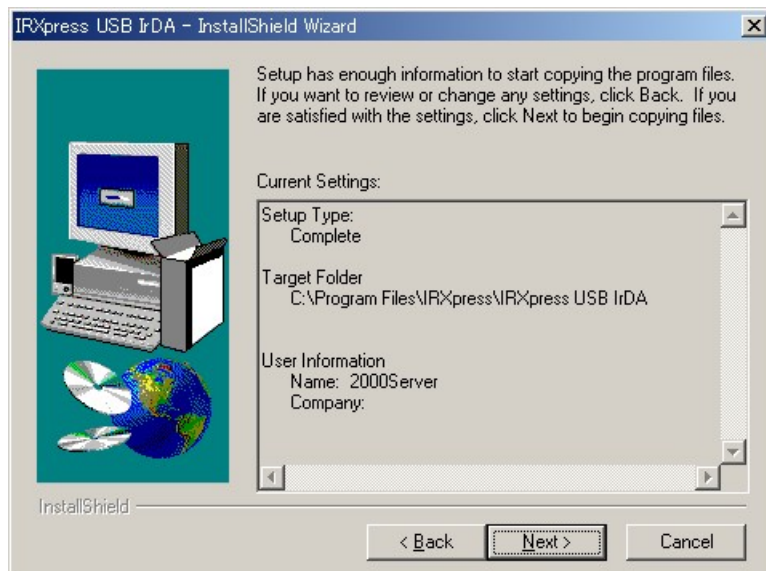 IRXpress USB IrDA - InstallShield Wizard
Setup has enough information to start copying the program files.
If you want to review or change any settings, click Back.  If you
are satisfied with the settings, click Next to begin copying files.
Current Settings:
Setup Type:
Complete
Target Folder
C:\Program Files\IRXpress\IRXpress USB IrDA
User Information
Name: 2000Server
Company:
InstallShield
< Back
Next >
Cancel